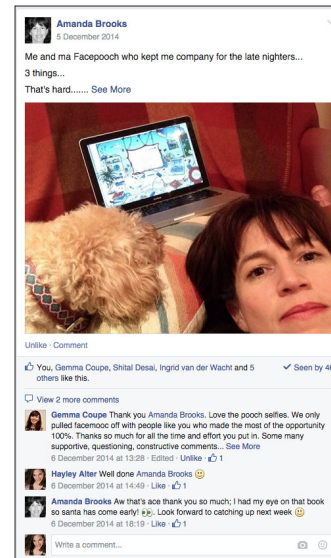 Amanda Brooks
5 December 2014
Me and ma Facepooch who kept me company for the late nighters...
3 things...
That's hard....... See More
Unlike · Comment
You, Gemma Coupe, Shital Desai, Ingrid van der Wacht and 5 others like this.
Seen by 46
View 2 more comments
Gemma Coupe Thank you Amanda Brooks. Love the pooch selfies. We only
pulled facemooc off with people like you who made the most of the opportunity
100%. Thanks so much for all the time and effort you put in. Some many
supportive, questioning, constructive comments... See More
6 December 2014 at 13:28 · Edited · Unlike · 1
Hayley Alter Well done Amanda Brooks
6 December 2014 at 14:49 · Like · 1
Amanda Brooks Aw that's ace thank you so much; I had my eye on that book
so santa has come early! . Look forward to catching up next week
6 December 2014 at 18:19 · Like · 1
Write a comment...